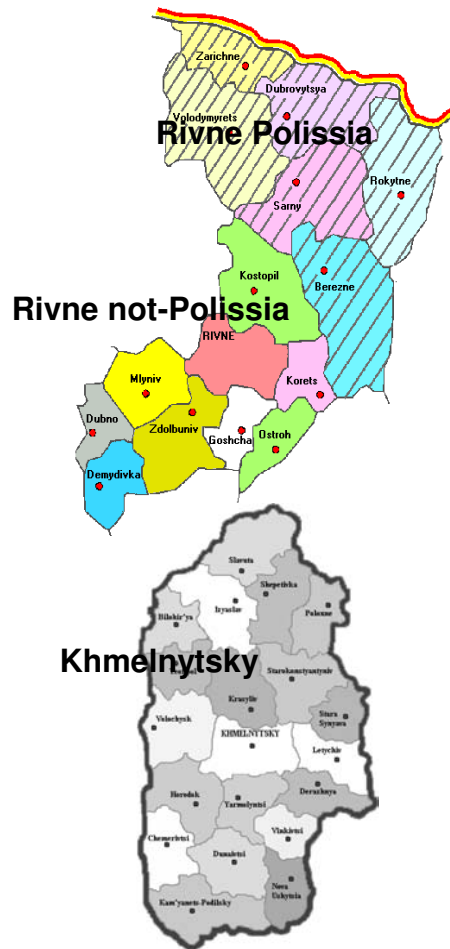 Zarichne
Dubrovytsya
Volodymyrets
Rivne Polissia
Rokytne
Sarny
Kostopil
Berezne
Rivne not-Polissia
RIVNE
Mlyniv
Korets
Dubno
Zdolbuniv
Goshcha
Ostroh
Demydivka
Slavuta
Shepetivka
Izyaslav
Polonne
Bilohir'ya
Khmelnytsky
Starokonstyantyniv
Krasyliv
Stara
Synyava
Volochysk
KHMELNYTSKY
Letychiv
Derazhnya
Horodok
Yarmolyntsi
Chemerivtsi
Vinkivtsi
Dunaivtsi
Nova
Ushytsia
Kam'yanets-Podilsky